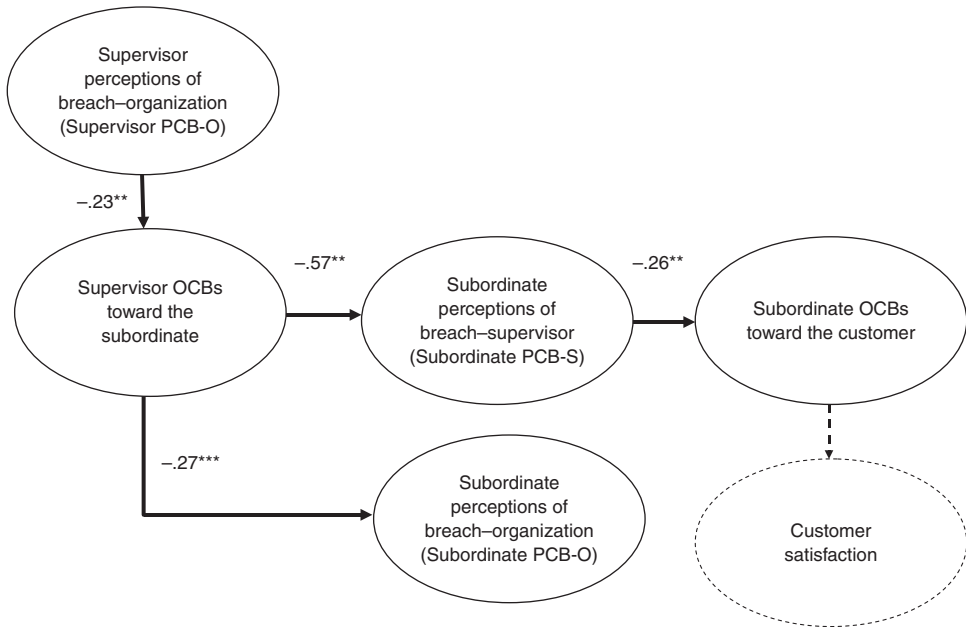 Supervisor
perceptions of
breach–organization
(Supervisor PCB-O)
–.23**
Supervisor OCBs
toward the
subordinate
–.57**
Subordinate
perceptions of
breach–supervisor
(Subordinate PCB-S)
–.26**
Subordinate OCBs
toward the customer
–.27***
Subordinate
perceptions of
breach–organization
(Subordinate PCB-O)
Customer
satisfaction